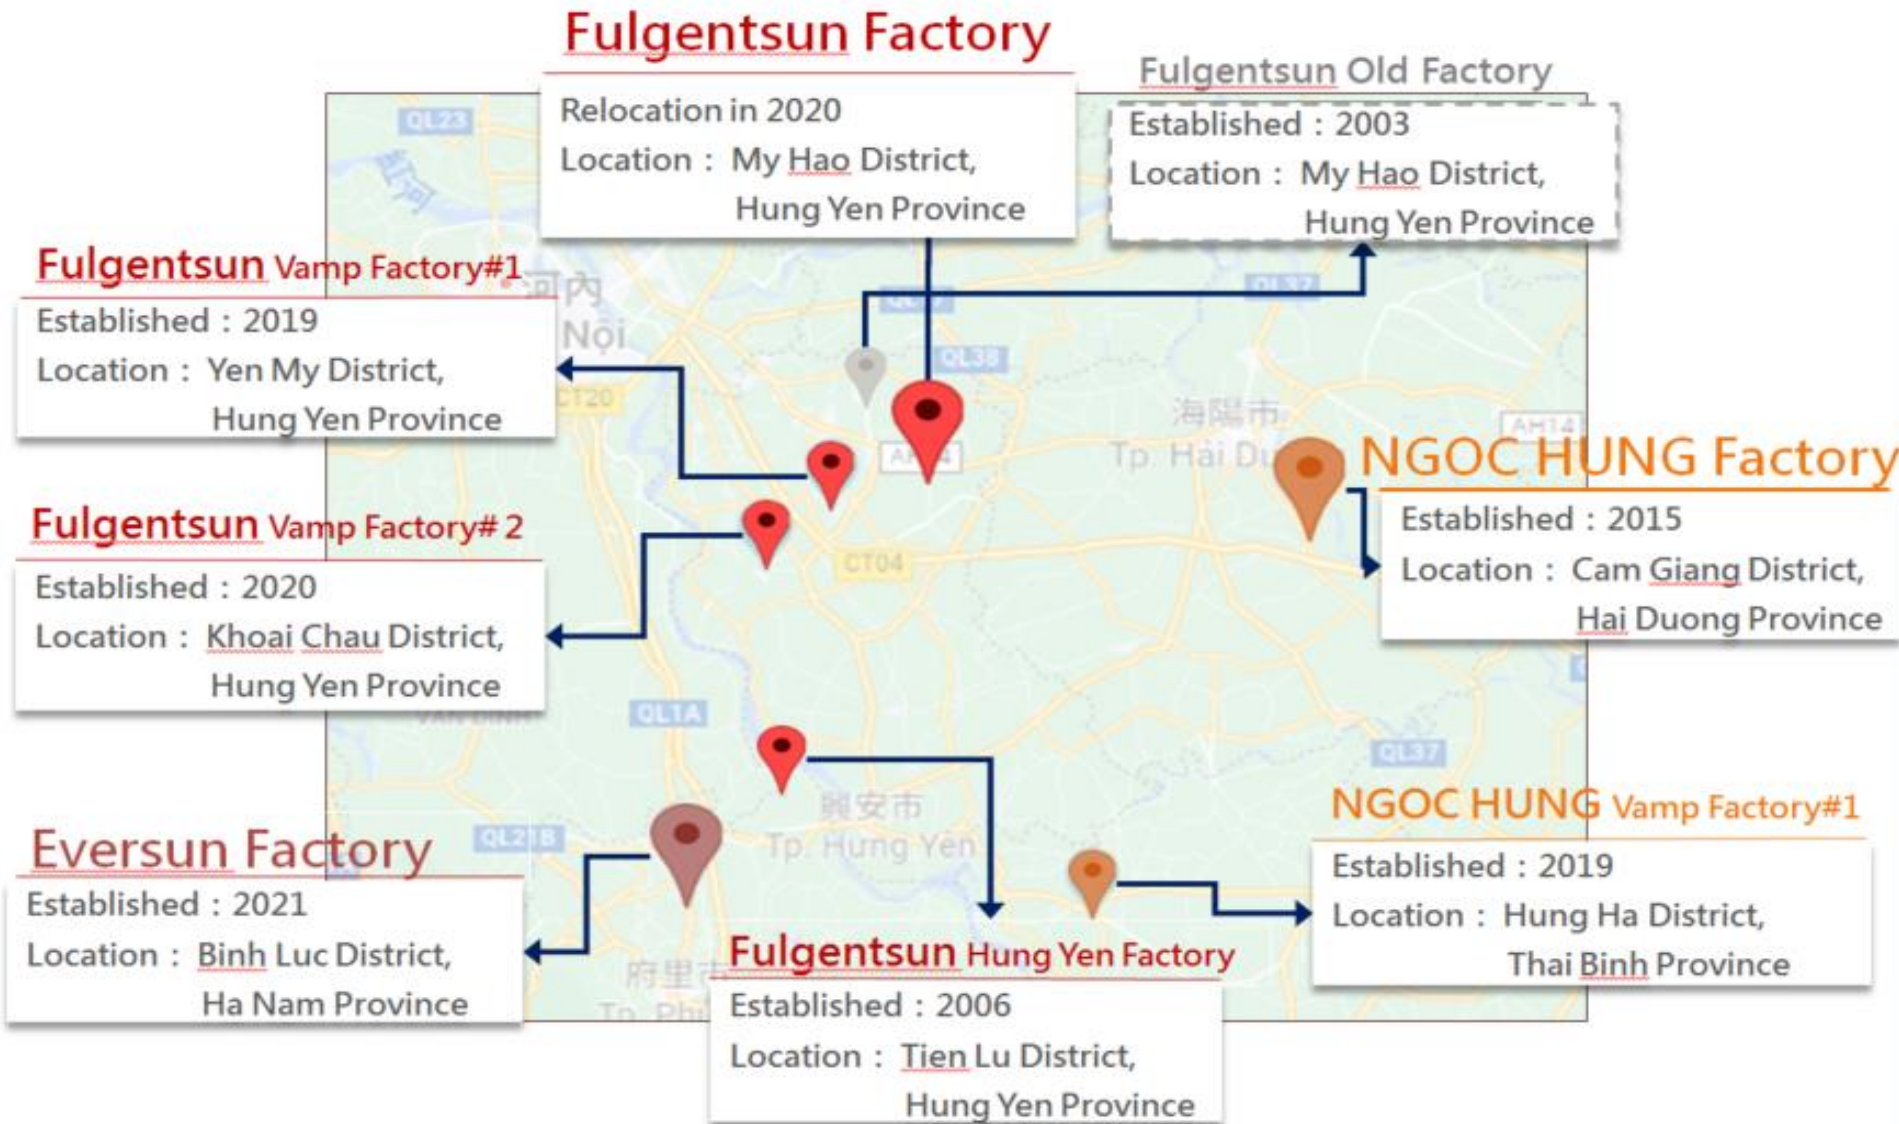 Fulgentsun Factory
Relocation in 2020
Location : My Hao District,
Hung Yen Province
Fulgentsun Old Factory
Established : 2003
Location : My Hao District,
Hung Yen Province
Fulgentsun Vamp Factory#1
Established : 2019
Location : Yen My District,
Hung Yen Province
Fulgentsun Vamp Factory# 2
Established : 2020
Location : Khoai Chau District,
Hung Yen Province
NGOC HUNG Factory
Established : 2015
Location : Cam Giang District,
Hai Duong Province
NGOC HUNG Vamp Factory#1
Established : 2019
Location : Hung Ha District,
Thai Binh Province
Eversun Factory
Established : 2021
Location : Binh Luc District,
Ha Nam Province
Fulgentsun Hung Yen Factory
Established : 2006
Location : Tien Lu District,
Hung Yen Province
QL23
紅河
河內
Nội
QL37
QL38
CT20
海陽市
Tp. Hải
AH14
CT04
QL1A
QL37
興安市
Tp. Hưng Yên
QL21B
府里市
Tp.